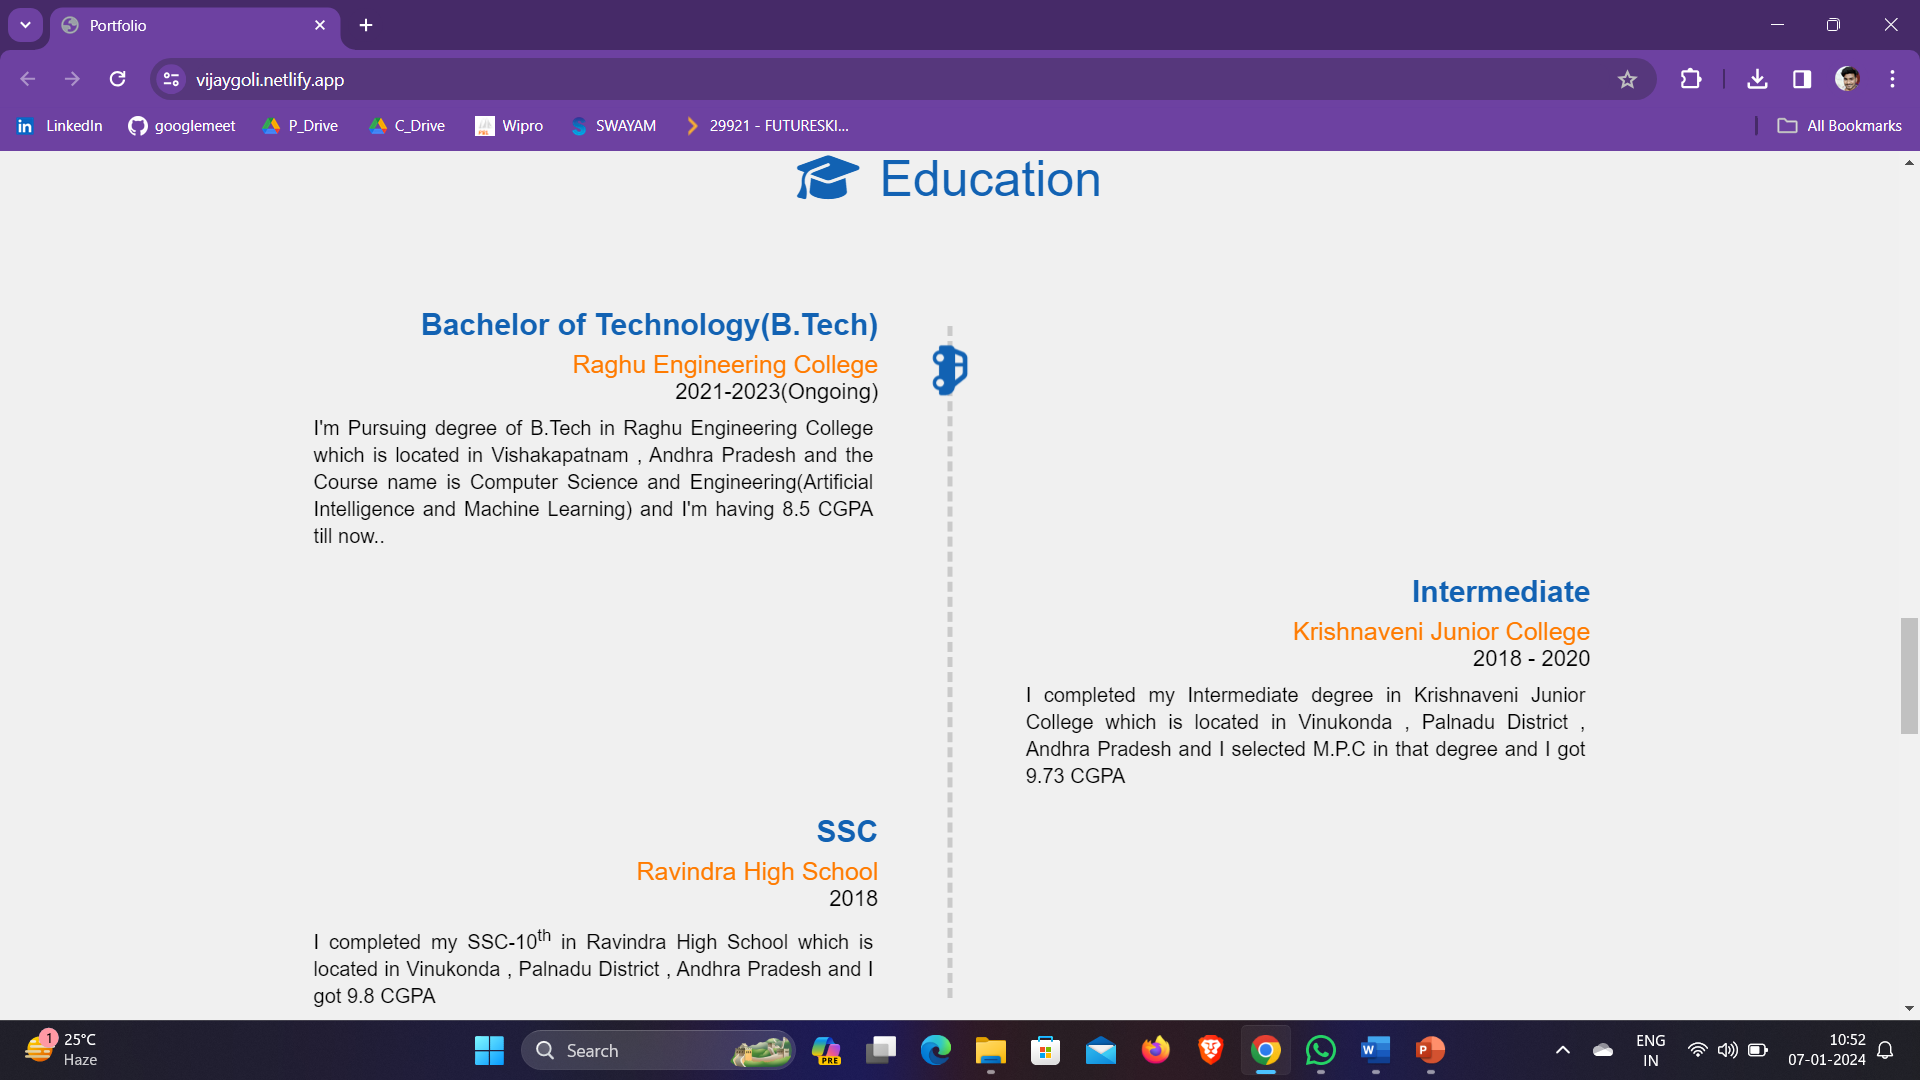 Portfolio
vijaygoli.netlify.app
LinkedIn
googlemeet
P_Drive
C_Drive
Wipro
SWAYAM
29921 - FUTURESKI...
All Bookmarks
Education
Bachelor of Technology(B.Tech)
Raghu Engineering College
2021-2023(Ongoing)
I'm Pursuing degree of B.Tech in Raghu Engineering College
which is located in Vishakapatnam , Andhra Pradesh and the
Course name is Computer Science and Engineering(Artificial
Intelligence and Machine Learning) and I'm having 8.5 CGPA
till now..
Intermediate
Krishnaveni Junior College
2018 - 2020
I completed my Intermediate degree in Krishnaveni Junior
College which is located in Vinukonda , Palnadu District ,
Andhra Pradesh and I selected M.P.C in that degree and I got
9.73 CGPA
SSC
Ravindra High School
2018
I completed my SSC-10th in Ravindra High School which is
located in Vinukonda , Palnadu District , Andhra Pradesh and I
got 9.8 CGPA
1
25°C
Haze
Search
PRE
W
P
ENG
IN
10:52
07-01-2024